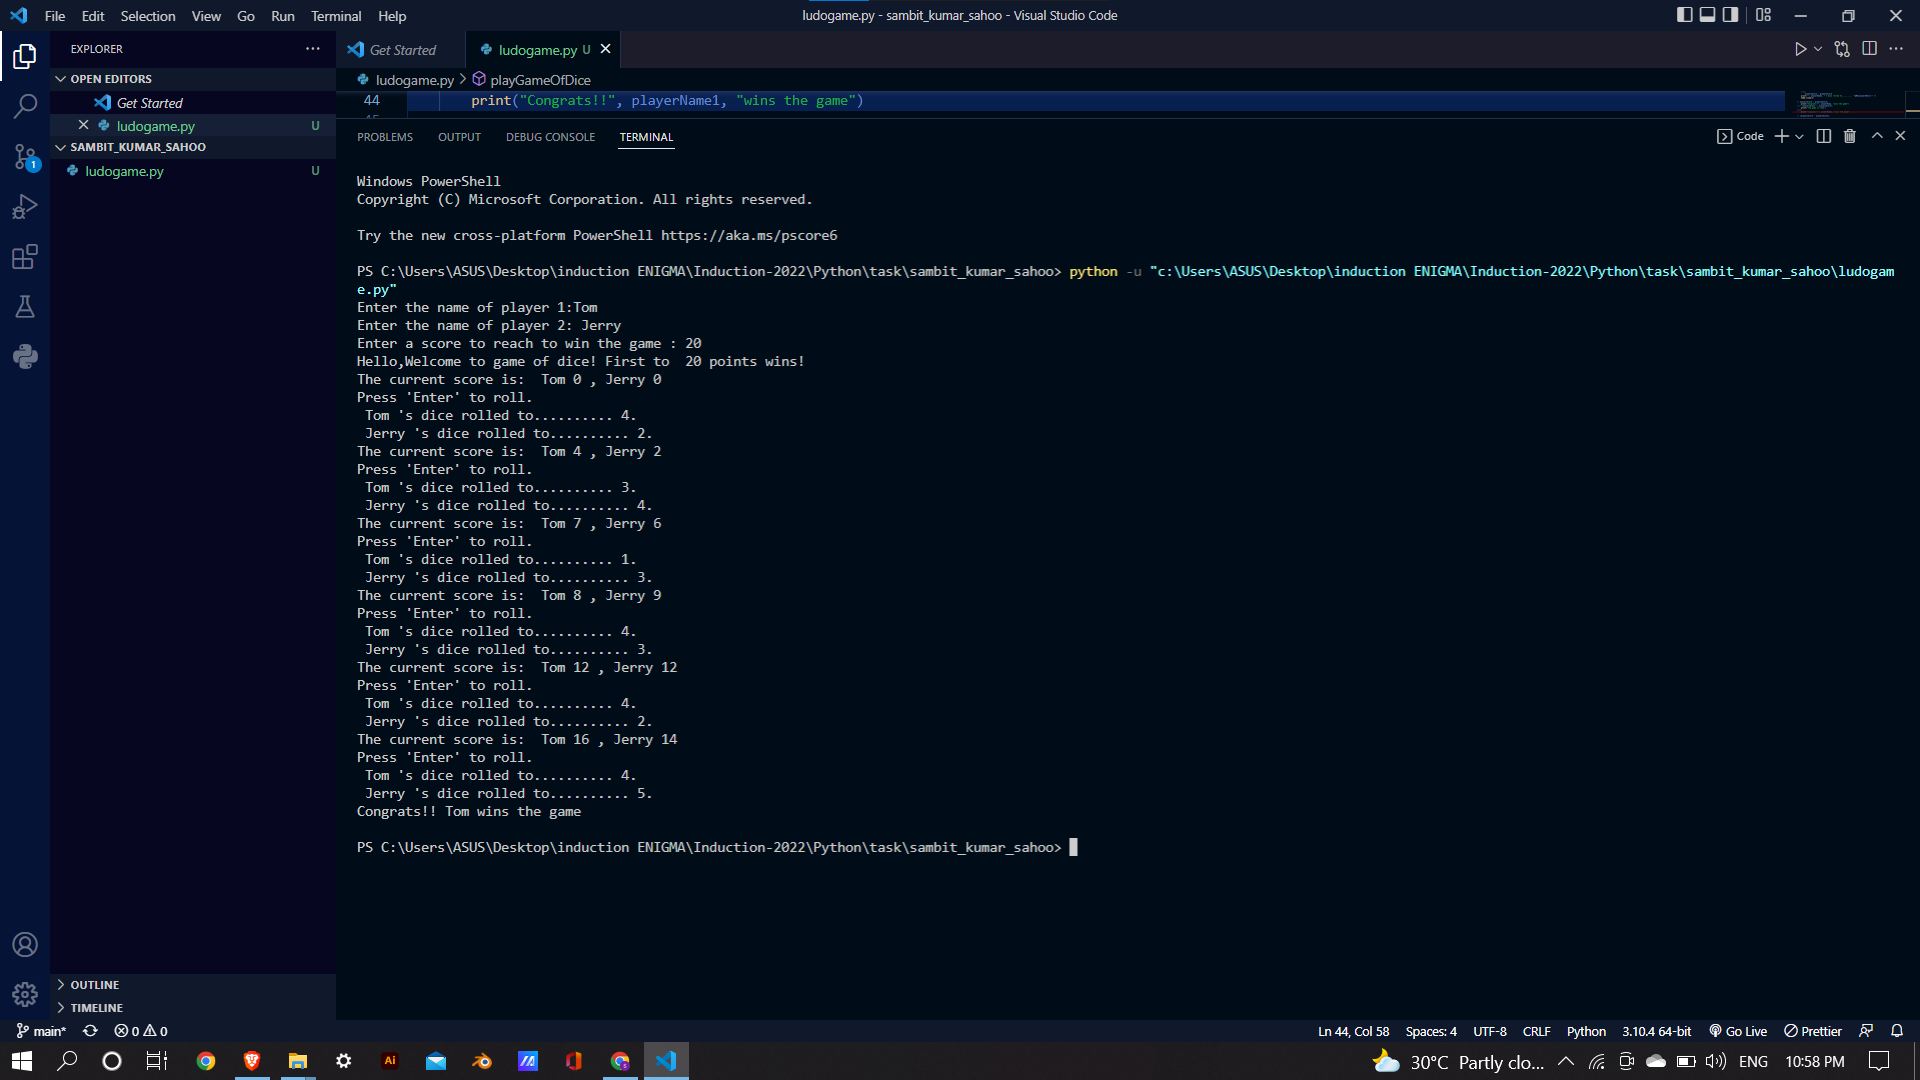 File Edit Selection View Go Run Terminal Help
ludogame.py - sambit_kumar_sahoo - Visual Studio Code
EXPLORER
OPEN EDITORS
Get Started
ludogame.py U
SAMBIT_KUMAR_SAHOO
ludogame.py U
1
OUTLINE
TIMELINE
Get Started ludogame.py U
ludogame.py > playGameOfDice
44 print("Congrats!!", playerName1, "wins the game")
PROBLEMS OUTPUT DEBUG CONSOLE TERMINAL
Code
Windows PowerShell
Copyright (C) Microsoft Corporation. All rights reserved.
Try the new cross-platform PowerShell https://aka.ms/pscore6
PS C:\Users\ASUS\Desktop\induction ENIGMA\Induction-2022\Python\task\sambit_kumar_sahoo> python -u "c:\Users\ASUS\Desktop\induction ENIGMA\Induction-2022\Python\task\sambit_kumar_sahoo\ludogam
e.py"
Enter the name of player 1:Tom
Enter the name of player 2: Jerry
Enter a score to reach to win the game : 20
Hello,Welcome to game of dice! First to  20 points wins!
The current score is:  Tom 0 , Jerry 0
Press 'Enter' to roll.
 Tom 's dice rolled to.......... 4.
 Jerry 's dice rolled to.......... 2.
The current score is:  Tom 4 , Jerry 2
Press 'Enter' to roll.
 Tom 's dice rolled to.......... 3.
 Jerry 's dice rolled to.......... 4.
The current score is:  Tom 7 , Jerry 6
Press 'Enter' to roll.
 Tom 's dice rolled to.......... 1.
 Jerry 's dice rolled to.......... 3.
The current score is:  Tom 8 , Jerry 9
Press 'Enter' to roll.
 Tom 's dice rolled to.......... 4.
 Jerry 's dice rolled to.......... 3.
The current score is:  Tom 12 , Jerry 12
Press 'Enter' to roll.
 Tom 's dice rolled to.......... 4.
 Jerry 's dice rolled to.......... 2.
The current score is:  Tom 16 , Jerry 14
Press 'Enter' to roll.
 Tom 's dice rolled to.......... 4.
 Jerry 's dice rolled to.......... 5.
Congrats!! Tom wins the game
PS C:\Users\ASUS\Desktop\induction ENIGMA\Induction-2022\Python\task\sambit_kumar_sahoo>
main* 0 0 Ln 44, Col 58 Spaces: 4 UTF-8 CRLF Python 3.10.4 64-bit Go Live Prettier
Ai 30°C Partly clo... ENG 10:58 PM